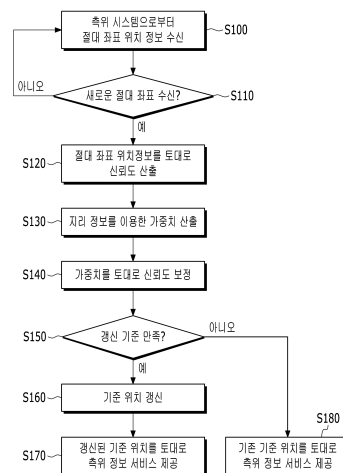 측위 시스템으로부터
절대 좌표 위치 정보 수신
S100
아니오
새로운 절대 좌표 수신?
S110
예
S120
절대 좌표 위치정보를 토대로
신뢰도 산출
S130
지리 정보를 이용한 가중치 산출
S140
가중치를 토대로 신뢰도 보정
S150
갱신 기준 만족?
아니오
예
S160
기준 위치 갱신
S180
S170
갱신된 기준 위치를 토대로
측위 정보 서비스 제공
기존 기준 위치를 토대로
측위 정보 서비스 제공